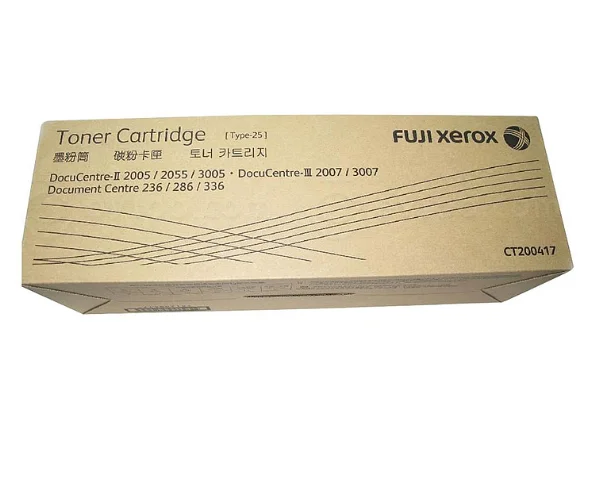 Toner Cartridge [Type-25]
墨粉筒 碳粉卡匣 토너 카트리지
DocuCentre-II 2005 / 2055 / 3005・DocuCentre-III 2007 / 3007
Document Centre 236 / 286 / 336
FUJI xerox
CT200417